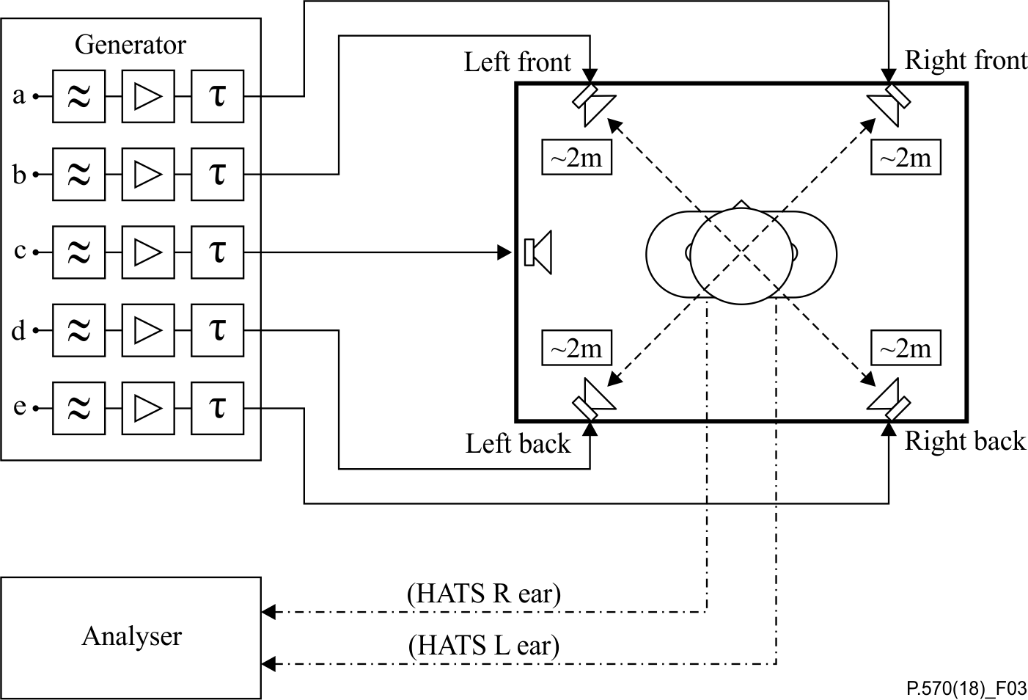 Generator
a ≈ ▷ τ
b ≈ ▷ τ
c ≈ ▷ τ
d ≈ ▷ τ
e ≈ ▷ τ
Left front
Right front
~2m
~2m
~2m
~2m
Left back
Right back
(HATS R ear)
(HATS L ear)
Analyser
P.570(18)_F03